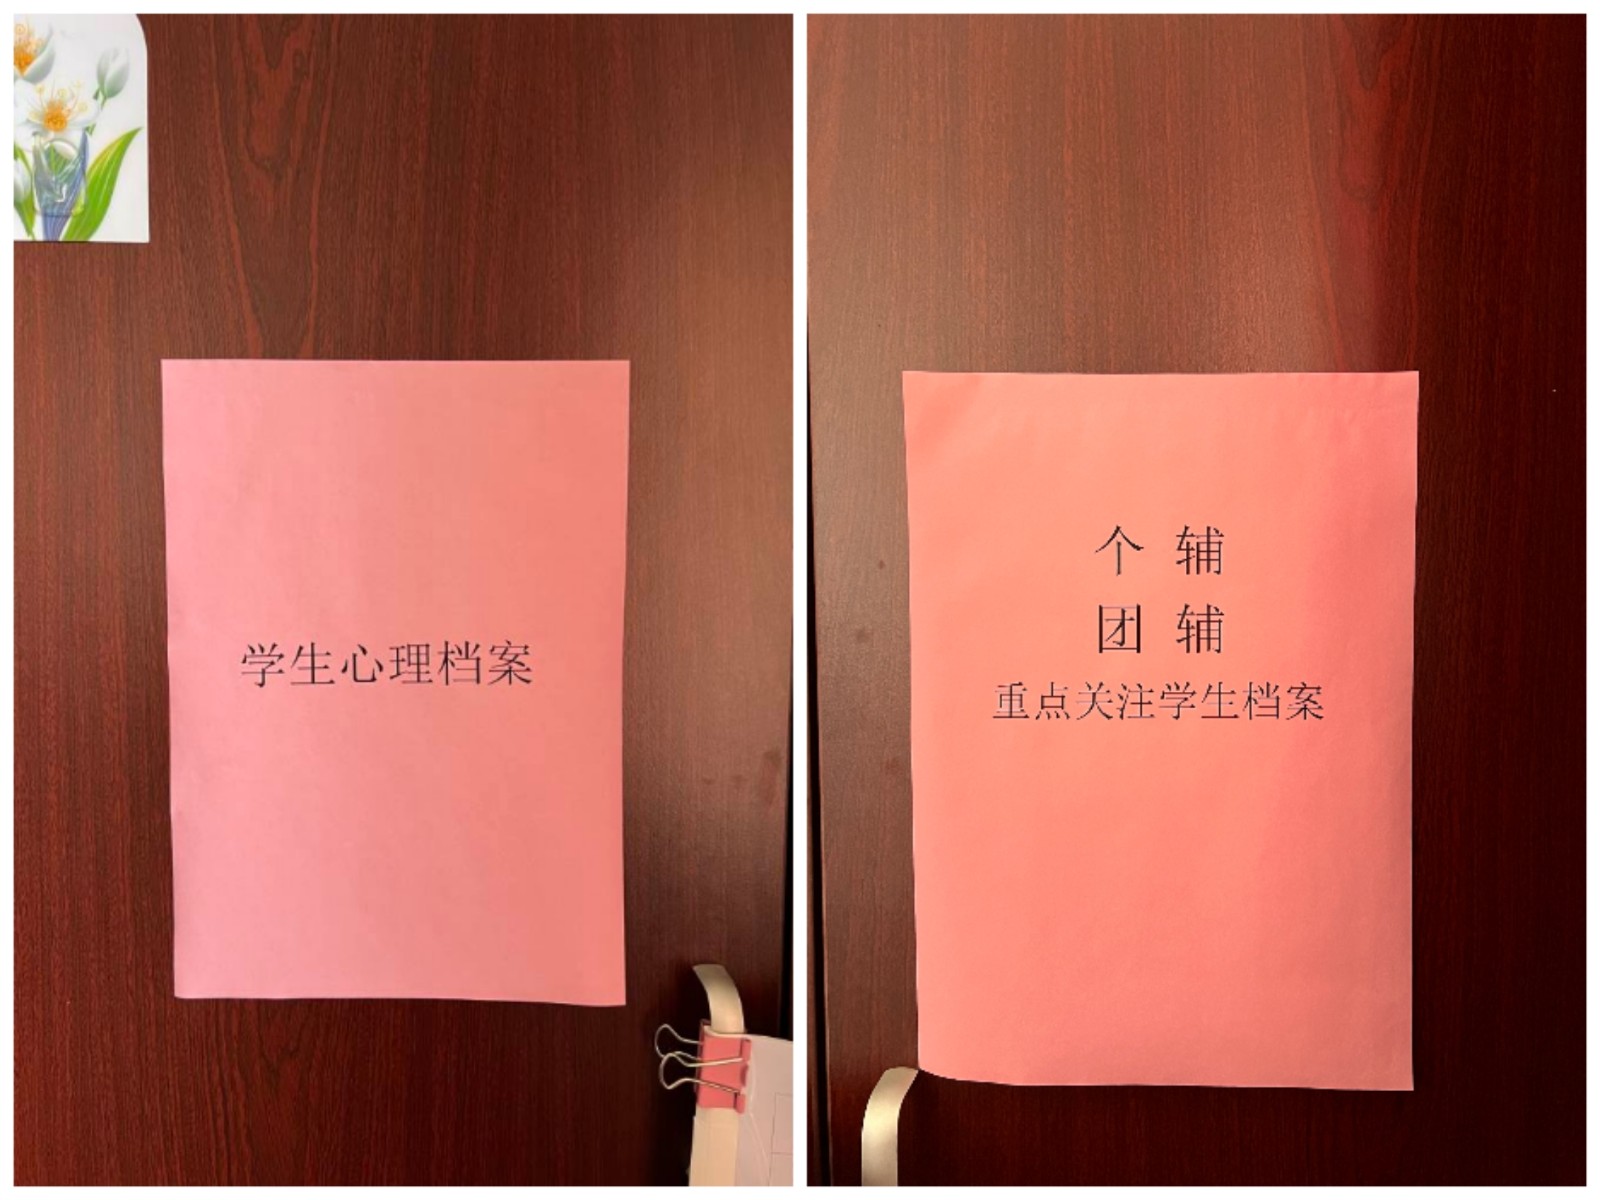 学生心理档案
个 辅
团 辅
重点关注学生档案